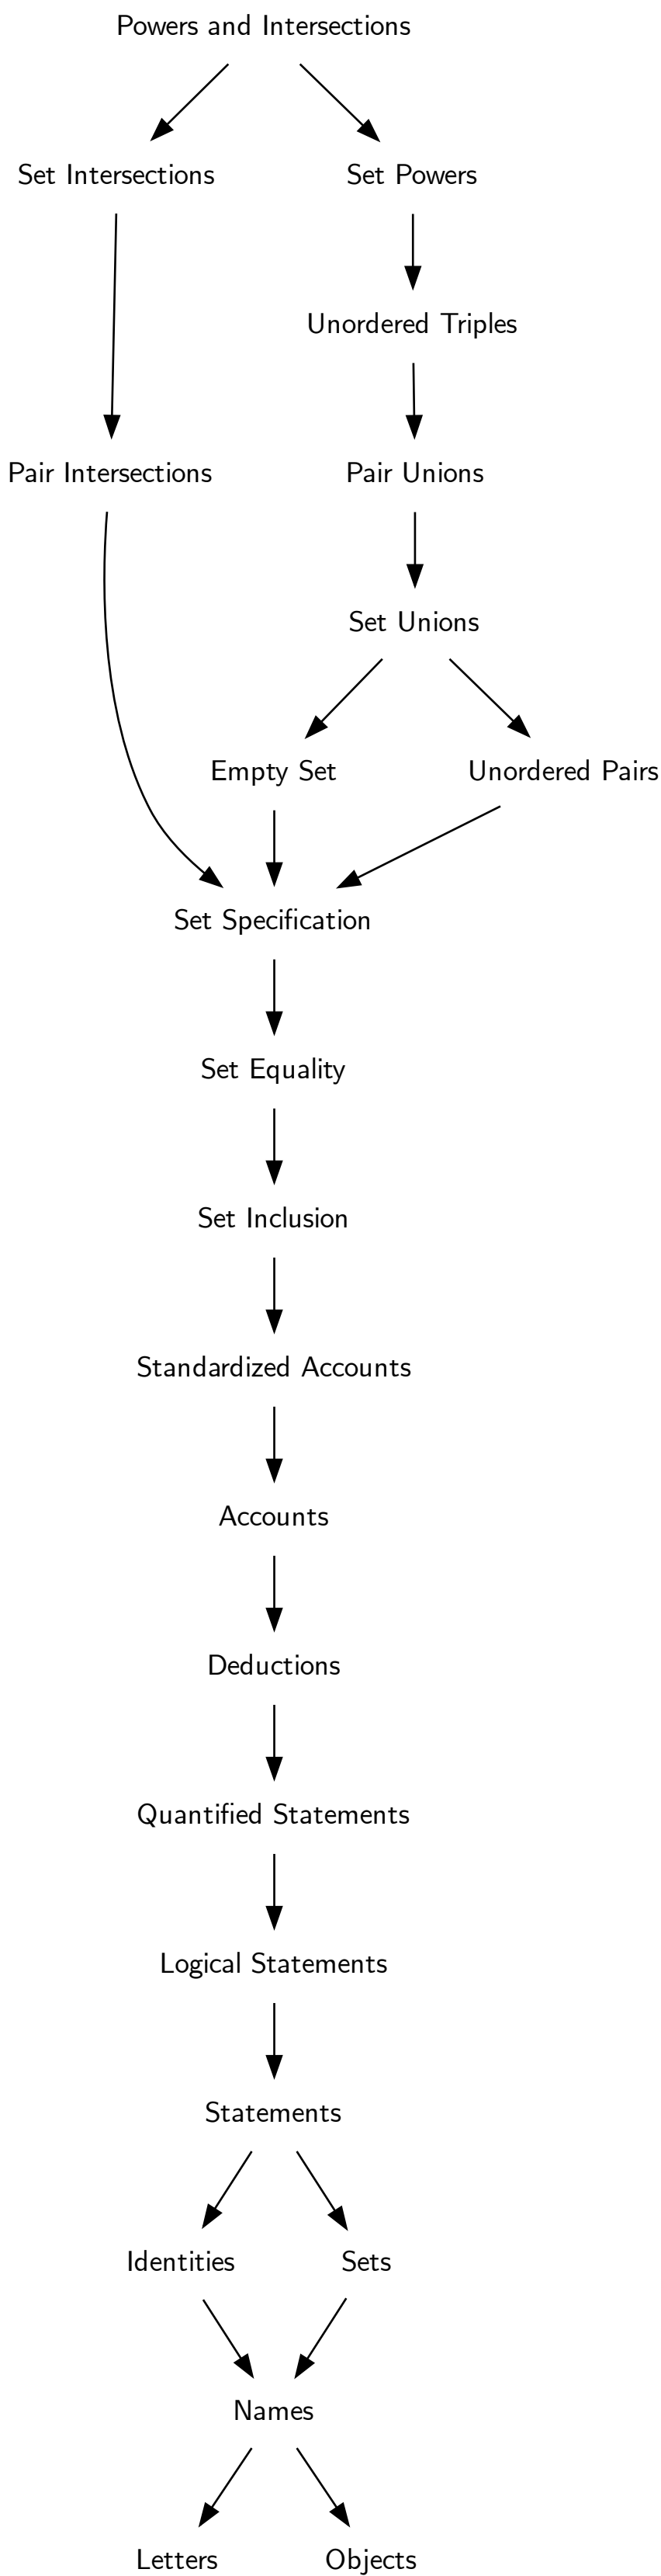 Powers and Intersections
Set Intersections
Set Powers
Unordered Triples
Pair Intersections
Pair Unions
Set Unions
Empty Set
Unordered Pairs
Set Specification
Set Equality
Set Inclusion
Standardized Accounts
Accounts
Deductions
Quantified Statements
Logical Statements
Statements
Identities
Sets
Names
Letters
Objects